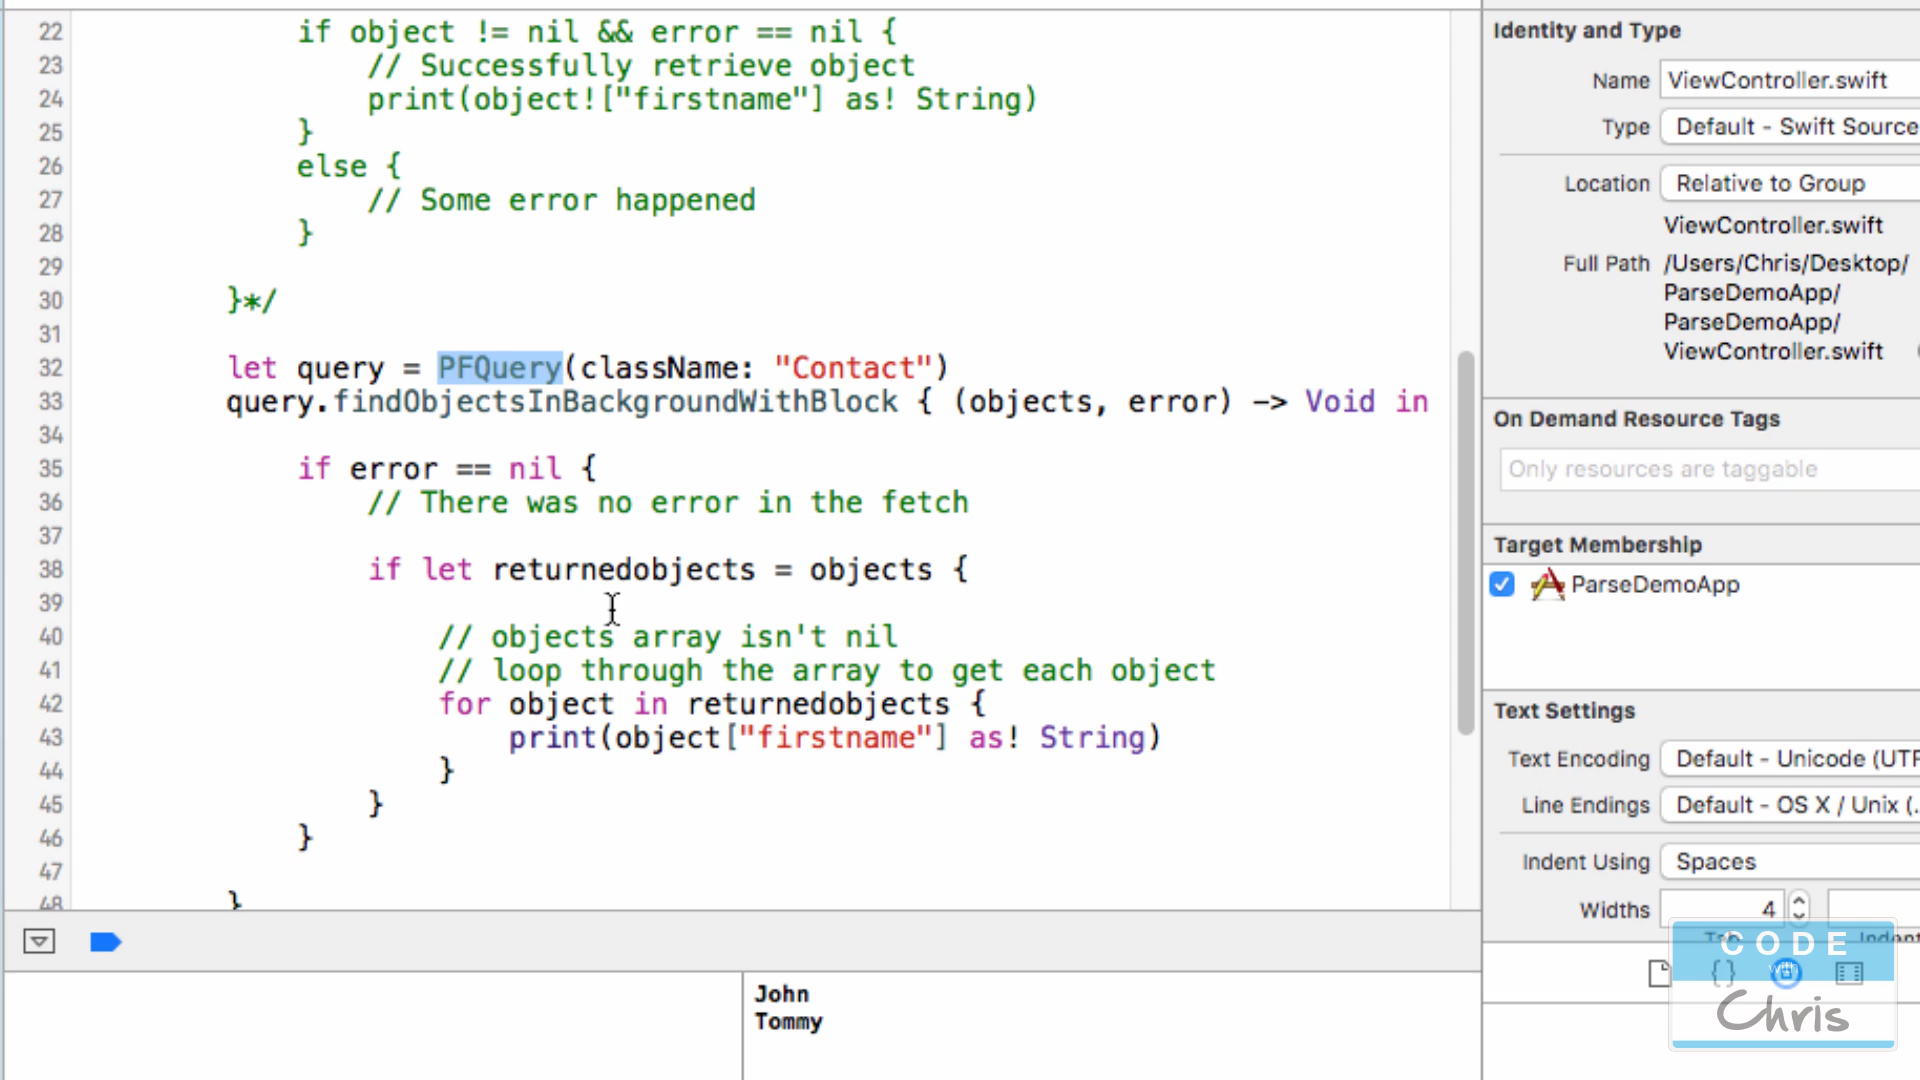 22 if object != nil && error == nil {
23 // Successfully retrieve object
24 print(object!["firstname"] as! String)
25 }
26 else {
27 // Some error happened
28 }
29
30 }*/
31
32 let query = PFQuery(className: "Contact")
33 query.findObjectsInBackgroundWithBlock { (objects, error) -> Void in
34
35 if error == nil {
36 // There was no error in the fetch
37
38 if let returnedobjects = objects {
39
40 // objects array isn't nil
41 // loop through the array to get each object
42 for object in returnedobjects {
43 print(object["firstname"] as! String)
44 }
45 }
46 }
47
48 }
John
Tommy
Identity and Type
Name ViewController.swift
Type Default - Swift Source
Location Relative to Group
ViewController.swift
Full Path /Users/Chris/Desktop/
ParseDemoApp/
ParseDemoApp/
ViewController.swift
On Demand Resource Tags
Only resources are taggable
Target Membership
ParseDemoApp
Text Settings
Text Encoding Default - Unicode (UTF
Line Endings Default - OS X / Unix (..
Indent Using Spaces
Widths 4
Tab Indent
CODE
with
Chris